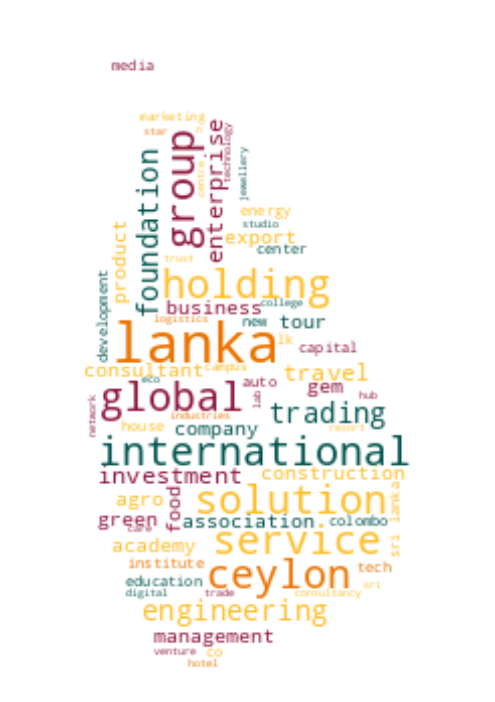 media
marketing
star
group
enterprise
technology
centre
foundation
jewellery
energy
studio
export
center
product
trust
holding
development
business
college
logistics
new
tour
lanka
lk
capital
consultant
campus
travel
eco
auto
gem
global
lab
hub
network
industries
trading
house
company
resort
international
investment
construction
agro
food
solution
sri lanka
green
care
association
colombo
service
academy
institute
ceylon
tech
education
sri
digital
trade
consultancy
engineering
management
venture
co
hotel